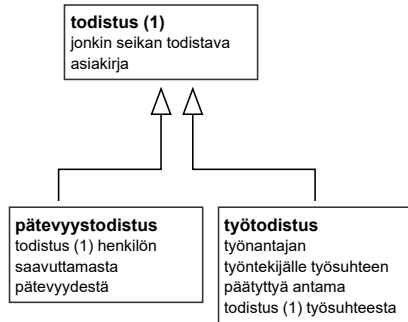 todistus (1)
jonkin seikan todistava
asiakirja
pätevyystodistus
todistus (1) henkilön
saavuttamasta
pätevyydestä
työtodistus
työnantajan
työntekijälle työsuhteen
päätyttyä antama
todistus (1) työsuhteesta